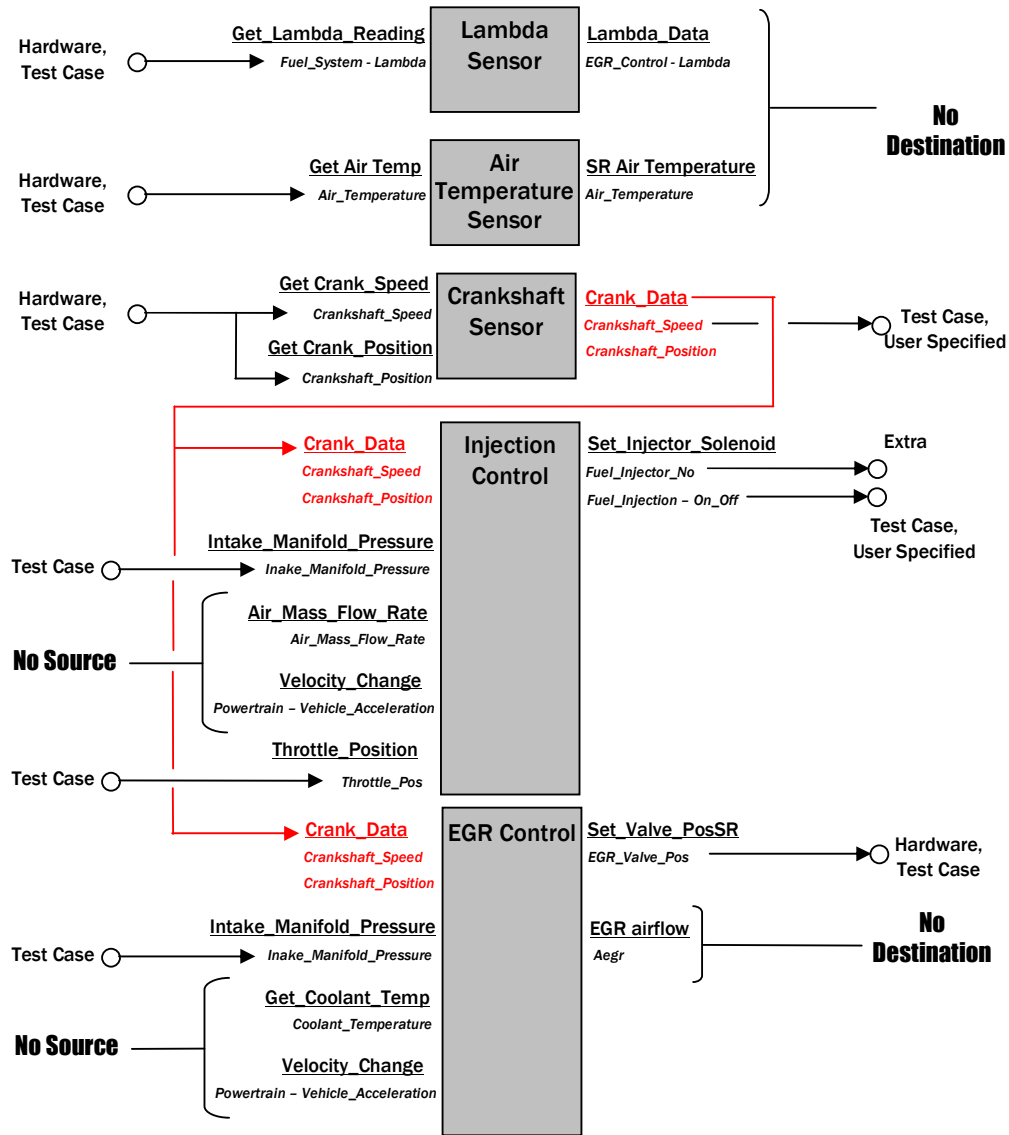 Hardware,
Test Case
Get_Lambda_Reading
Fuel_System - Lambda
Lambda
Sensor
Lambda_Data
EGR_Control - Lambda
No
Destination
Hardware,
Test Case
Get Air Temp
Air_Temperature
Air
Temperature
Sensor
SR Air Temperature
Air_Temperature
Hardware,
Test Case
Get Crank_Speed
Crankshaft_Speed
Get Crank_Position
Crankshaft_Position
Crankshaft
Sensor
Crank_Data
Crankshaft_Speed
Crankshaft_Position
Test Case,
User Specified
Crank_Data
Crankshaft_Speed
Crankshaft_Position
Injection
Control
Set_Injector_Solenoid
Fuel_Injector_No
Fuel_Injection – On_Off
Extra
Test Case,
User Specified
Test Case
Intake_Manifold_Pressure
Inake_Manifold_Pressure
No Source
Air_Mass_Flow_Rate
Air_Mass_Flow_Rate
Velocity_Change
Powertrain – Vehicle_Acceleration
Test Case
Throttle_Position
Throttle_Pos
Crank_Data
Crankshaft_Speed
Crankshaft_Position
EGR Control
Set_Valve_PosSR
EGR_Valve_Pos
Hardware,
Test Case
Test Case
Intake_Manifold_Pressure
Inake_Manifold_Pressure
EGR airflow
Aegr
No
Destination
No Source
Get_Coolant_Temp
Coolant_Temperature
Velocity_Change
Powertrain – Vehicle_Acceleration